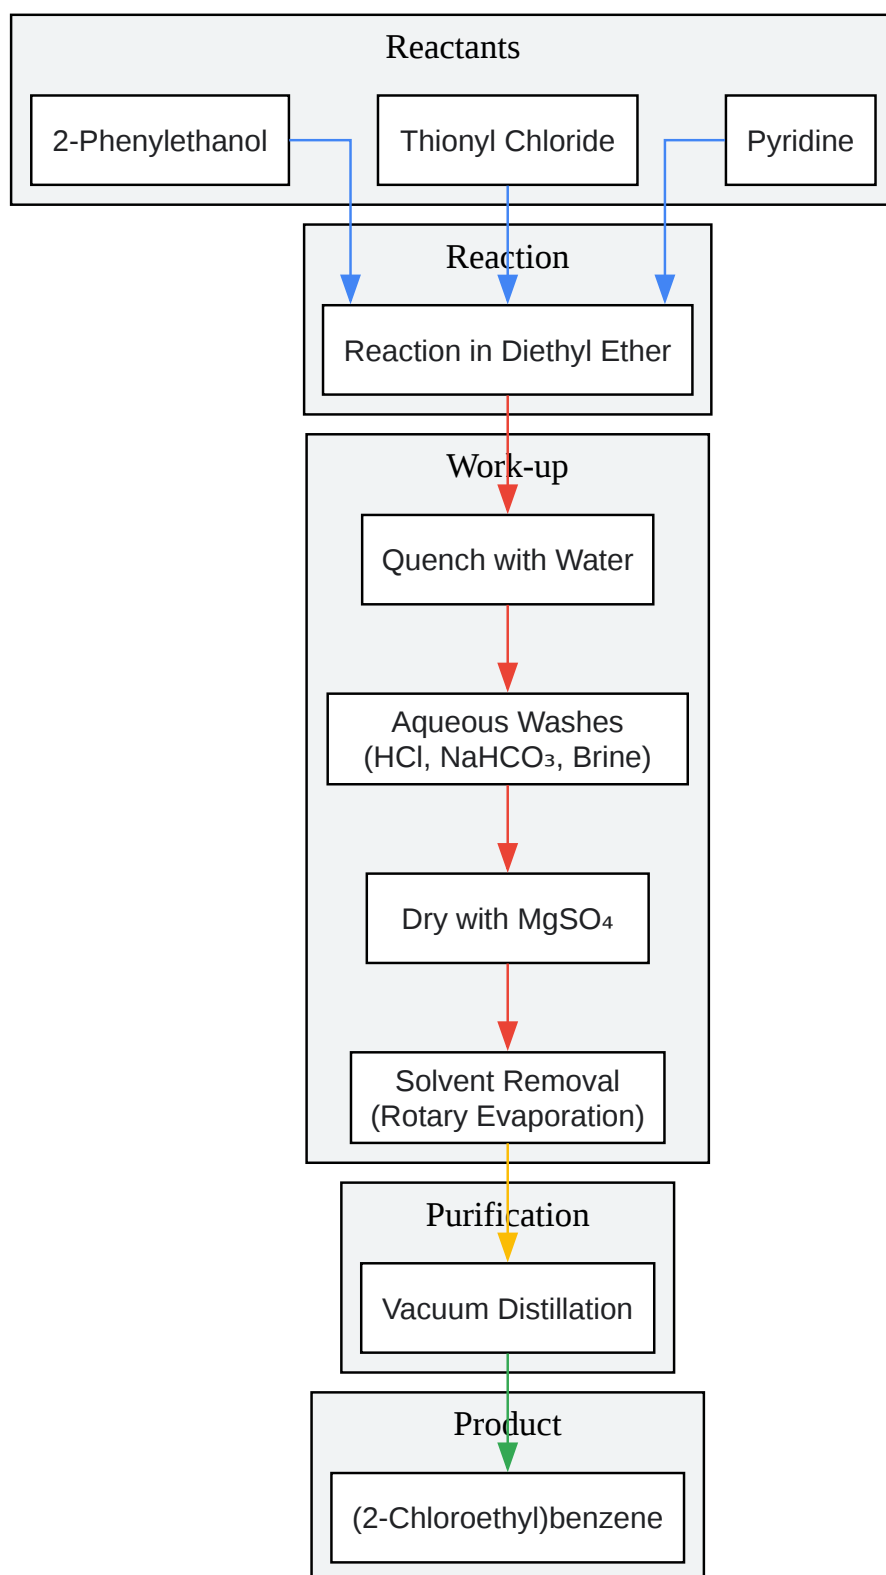 Reactants
2-Phenylethanol
Thionyl Chloride
Pyridine
Reaction
Reaction in Diethyl Ether
Work-up
Quench with Water
Aqueous Washes
(HCl, NaHCO₃, Brine)
Dry with MgSO₄
Solvent Removal
(Rotary Evaporation)
Purification
Vacuum Distillation
Product
(2-Chloroethyl)benzene